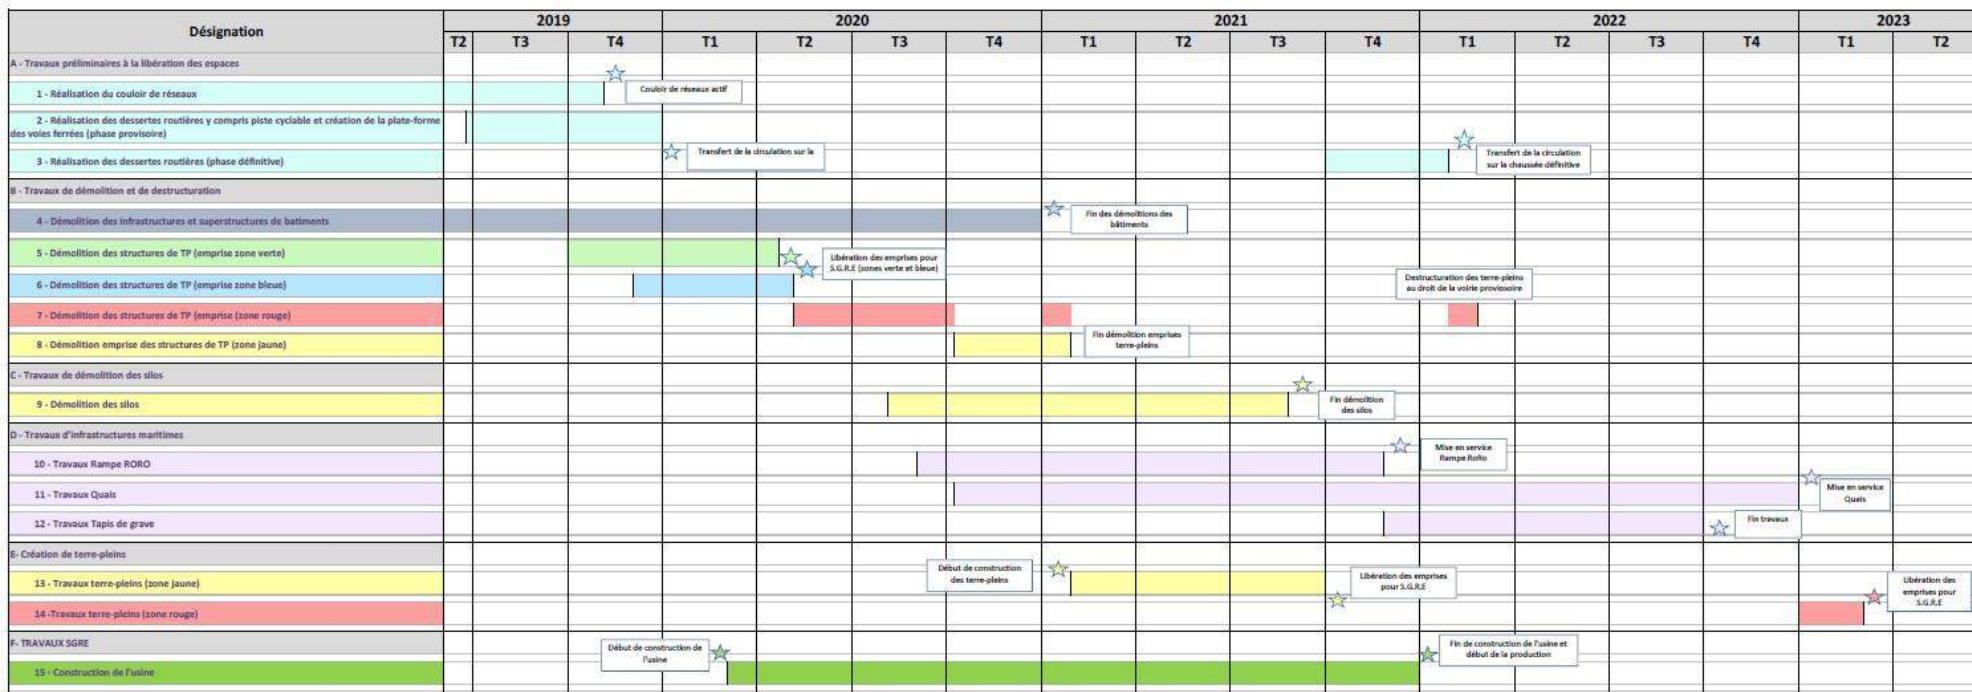 Désignation
2019 2020 2021 2022 2023
T2 T3 T4 T1 T2 T3 T4 T1 T2 T3 T4 T1 T2 T3 T4 T1 T2
A - Travaux préliminaires à la libération des espaces
1 - Réalisation du couloir de réseaux
Couloir de réseaux actif
2 - Réalisation des dessertes routières y compris piste cyclable et création de la plate-forme
des voies ferrées (phase provisoire)
3 - Réalisation des dessertes routières (phase définitive)
Transfert de la circulation sur la
Transfert de la circulation
sur la chaussée définitive
B - Travaux de démolition et de destructuration
4 - Démolition des infrastructures et superstructures de batiments
Fin des démolitions des
bâtiments
5 - Démolition des structures de TP (emprise zone verte)
Libération des emprises pour
S.G.R.E (zones verte et bleue)
6 - Démolition des structures de TP (emprise zone bleue)
Destructuration des terre-pleins
au droit de la voirie proviosoire
7 - Démolition des structures de TP (emprise (zone rouge)
8 - Démolition emprise des structures de TP (zone jaune)
Fin démolition emprises
terre-pleins
C - Travaux de démolition des silos
9 - Démolition des silos
Fin démolition
des silos
D - Travaux d'infrastructures maritimes
10 - Travaux Rampe RORO
Mise en service
Rampe RoRo
11 - Travaux Quais
Mise en service
Quais
12 - Travaux Tapis de grave
Fin travaux
E- Création de terre-pleins
Début de construction
des terre-pleins
13 - Travaux terre-pleins (zone jaune)
Libération des emprises
pour S.G.R.E
14 -Travaux terre-pleins (zone rouge)
Libération des
emprises pour
S.G.R.E
F- TRAVAUX SGRE
Début de construction de
l'usine
Fin de construction de l'usine et
début de la production
15 - Construction de l'usine